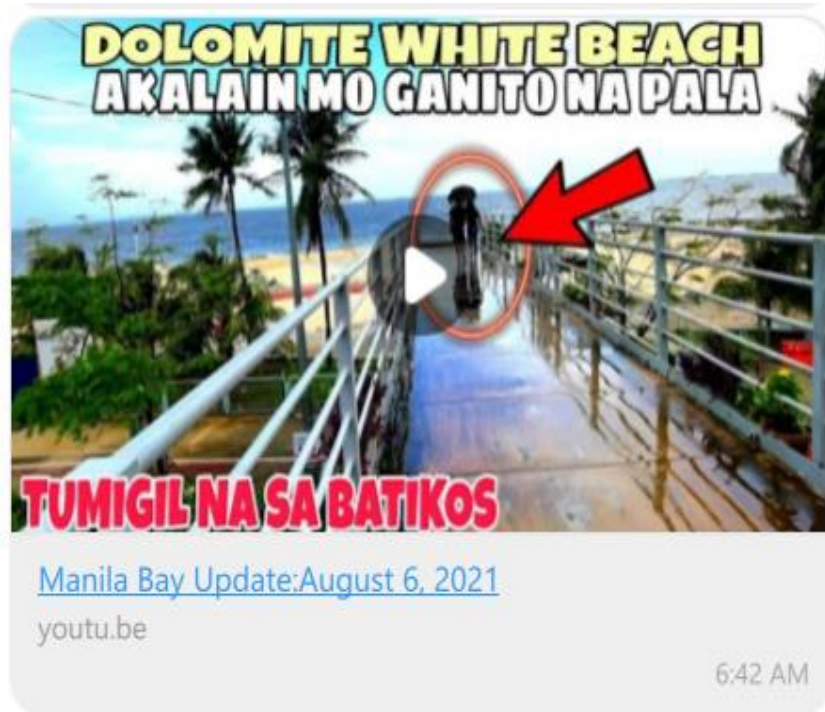 DOLOMITE WHITE BEACH
AKALAIN MO GANITO NA PALA
TUMIGIL NA SA BATIKOS
Manila Bay Update:August 6, 2021
youtu.be
6:42 AM